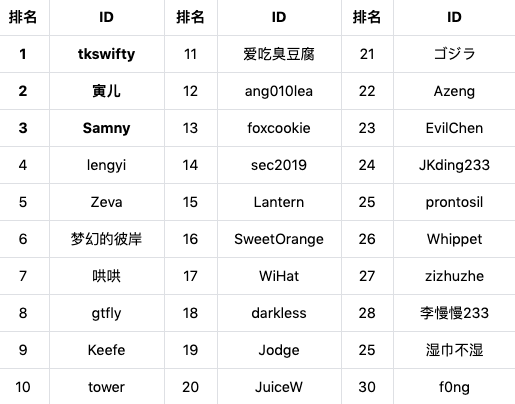 排名 ID 排名 ID 排名 ID
1 tkswifty 11 爱吃臭豆腐 21 ゴジラ
2 寅儿 12 ang010lea 22 Azeng
3 Samny 13 foxcookie 23 EvilChen
4 lengyi 14 sec2019 24 JKding233
5 Zeva 15 Lantern 25 prontosil
6 梦幻的彼岸 16 SweetOrange 26 Whippet
7 哄哄 17 WiHat 27 zizhuzhe
8 gtfly 18 darkless 28 李慢慢233
9 Keefe 19 Jodge 25 湿巾不湿
10 tower 20 JuiceW 30 f0ng